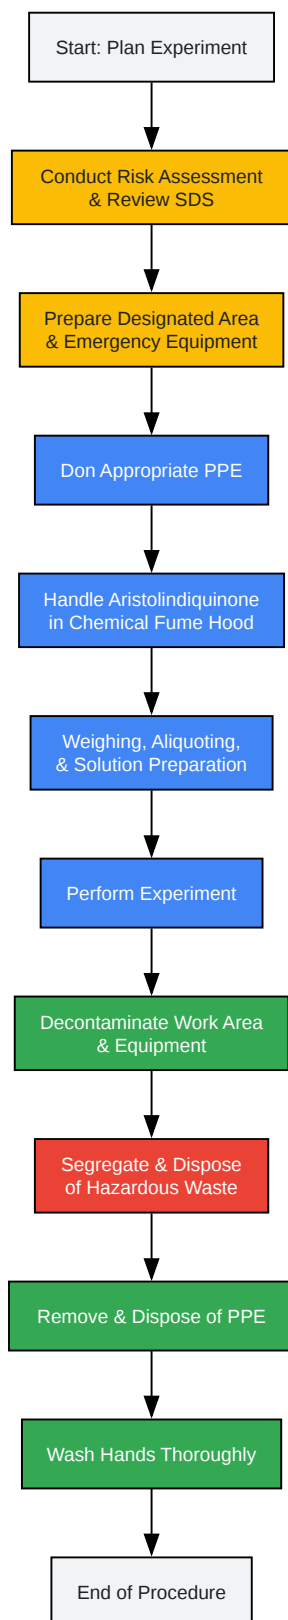 Start: Plan Experiment
Conduct Risk Assessment
& Review SDS
Prepare Designated Area
& Emergency Equipment
Don Appropriate PPE
Handle Aristolindiquinone
in Chemical Fume Hood
Weighing, Aliquoting,
& Solution Preparation
Perform Experiment
Decontaminate Work Area
& Equipment
Segregate & Dispose
of Hazardous Waste
Remove & Dispose of PPE
Wash Hands Thoroughly
End of Procedure